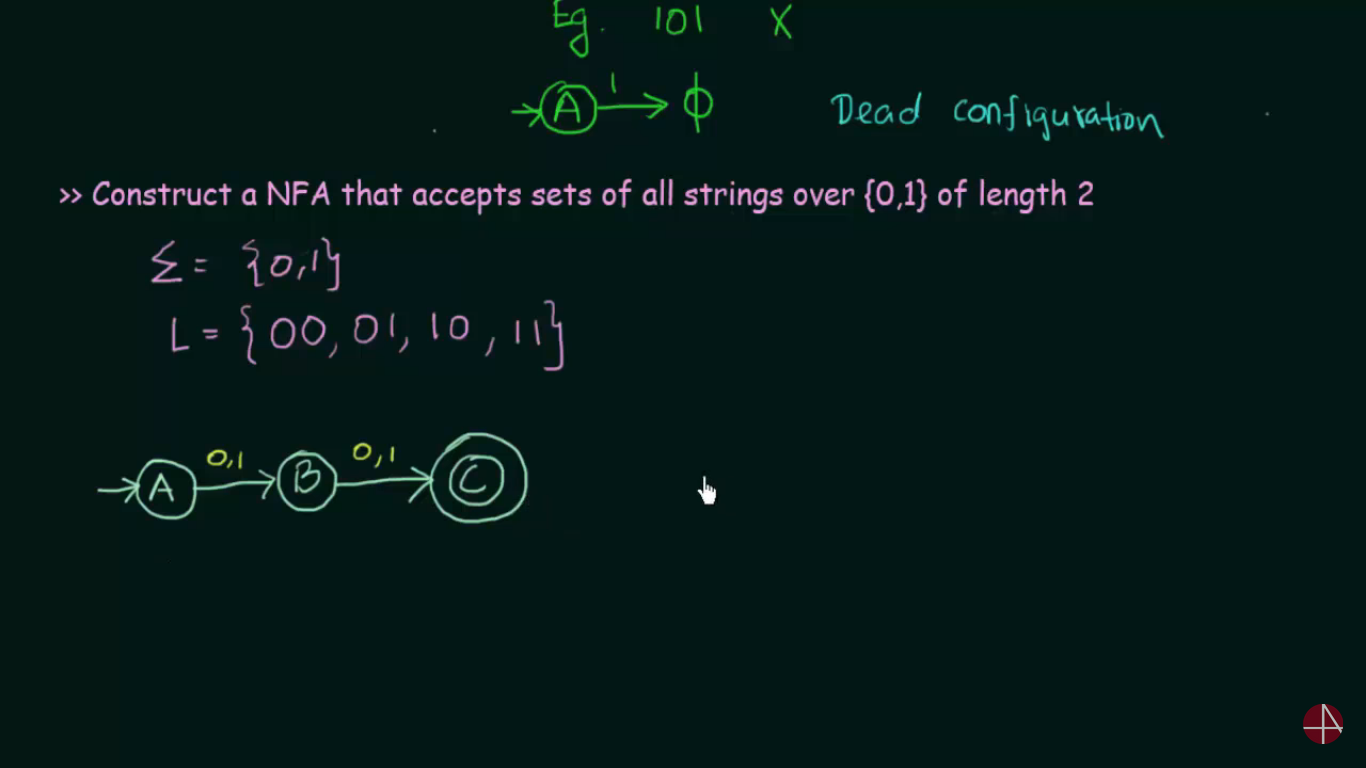 Eg. 101 X
A 1 ϕ Dead configuration
>> Construct a NFA that accepts sets of all strings over {0,1} of length 2
Σ = {0,1}
L = {00, 01, 10, 11}
A 0,1 B 0,1 C